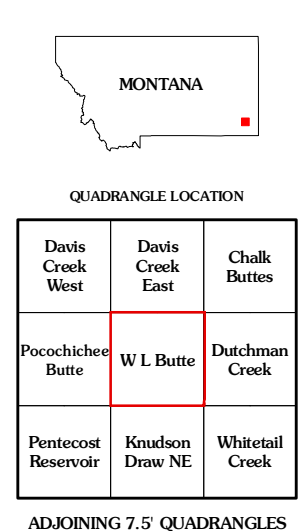 MONTANA
QUADRANGLE LOCATION
Davis
Creek
West
Davis
Creek
East
Chalk
Buttes
Pocochichee
Butte
W L Butte
Dutchman
Creek
Pentecost
Reservoir
Knudson
Draw NE
Whitetail
Creek
ADJOINING 7.5' QUADRANGLES